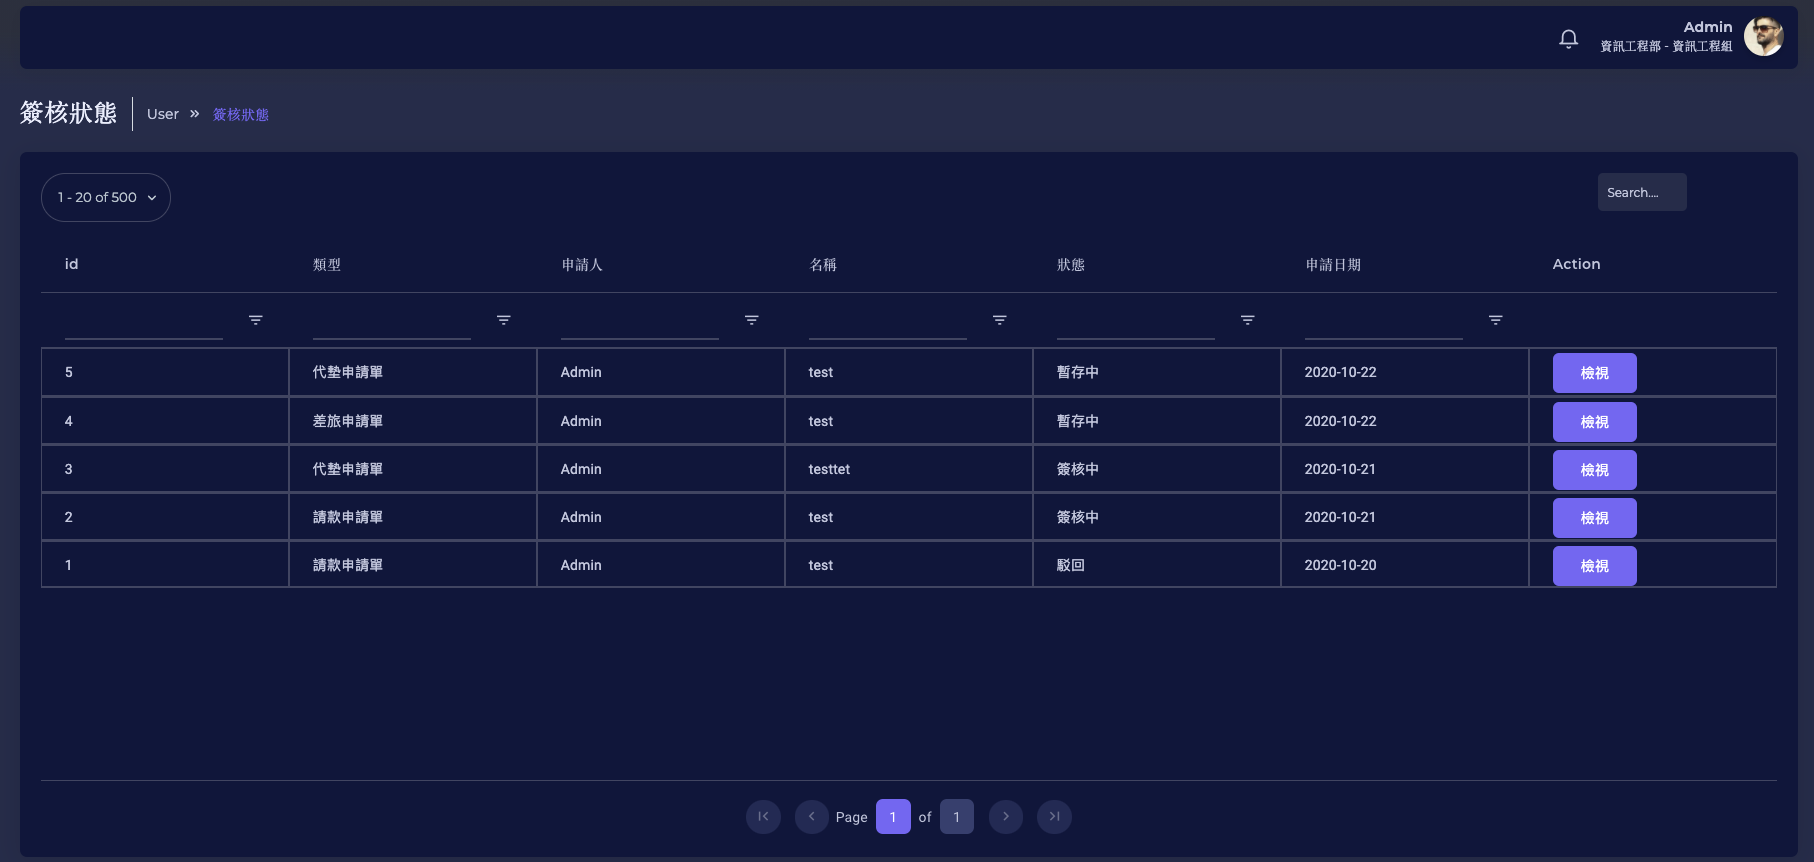 Admin
資訊工程部 - 資訊工程組
簽核狀態
User » 簽核狀態
1 - 20 of 500
Search....
id 類型 申請人 名稱 狀態 申請日期 Action
5 代墊申請單 Admin test 暫存中 2020-10-22 檢視
4 差旅申請單 Admin test 暫存中 2020-10-22 檢視
3 代墊申請單 Admin testtet 簽核中 2020-10-21 檢視
2 請款申請單 Admin test 簽核中 2020-10-21 檢視
1 請款申請單 Admin test 駁回 2020-10-20 檢視
Page 1 of 1